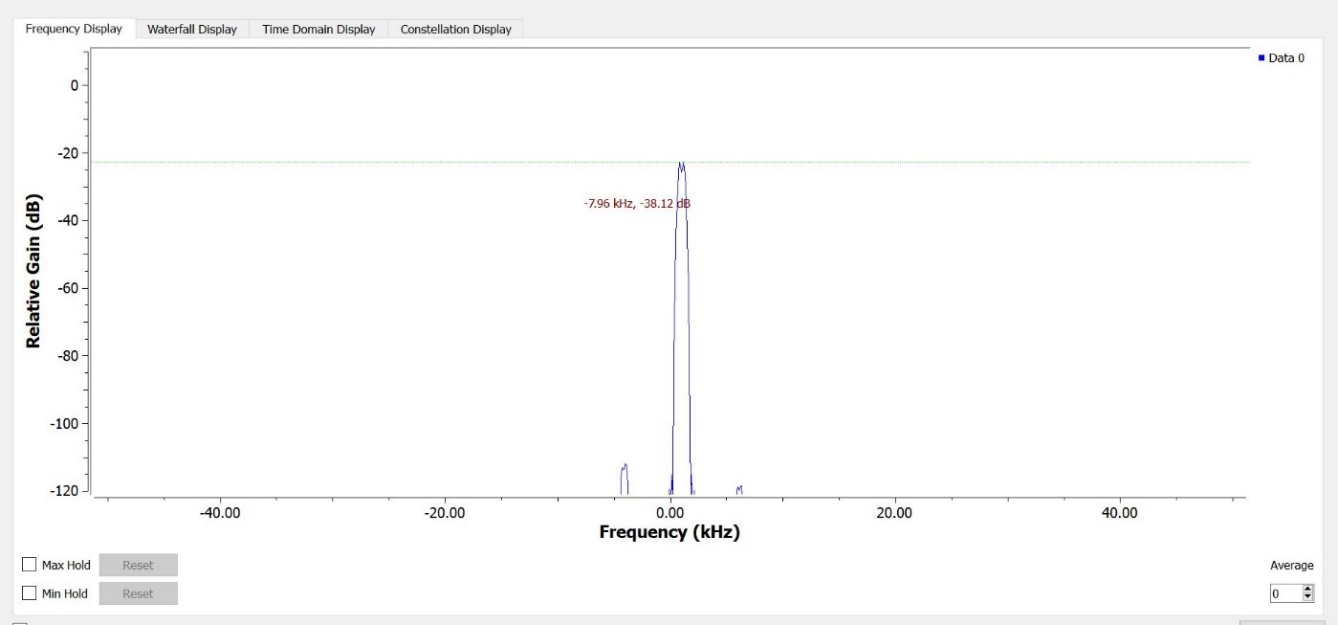 Frequency Display Waterfall Display Time Domain Display Constellation Display
Data 0
0
-20
-7.96 kHz, -38.12 dB
-40
-60
-80
-100
-120
Relative Gain (dB)
-40.00 -20.00 0.00 20.00 40.00
Frequency (kHz)
Max Hold Reset Average
Min Hold Reset 0